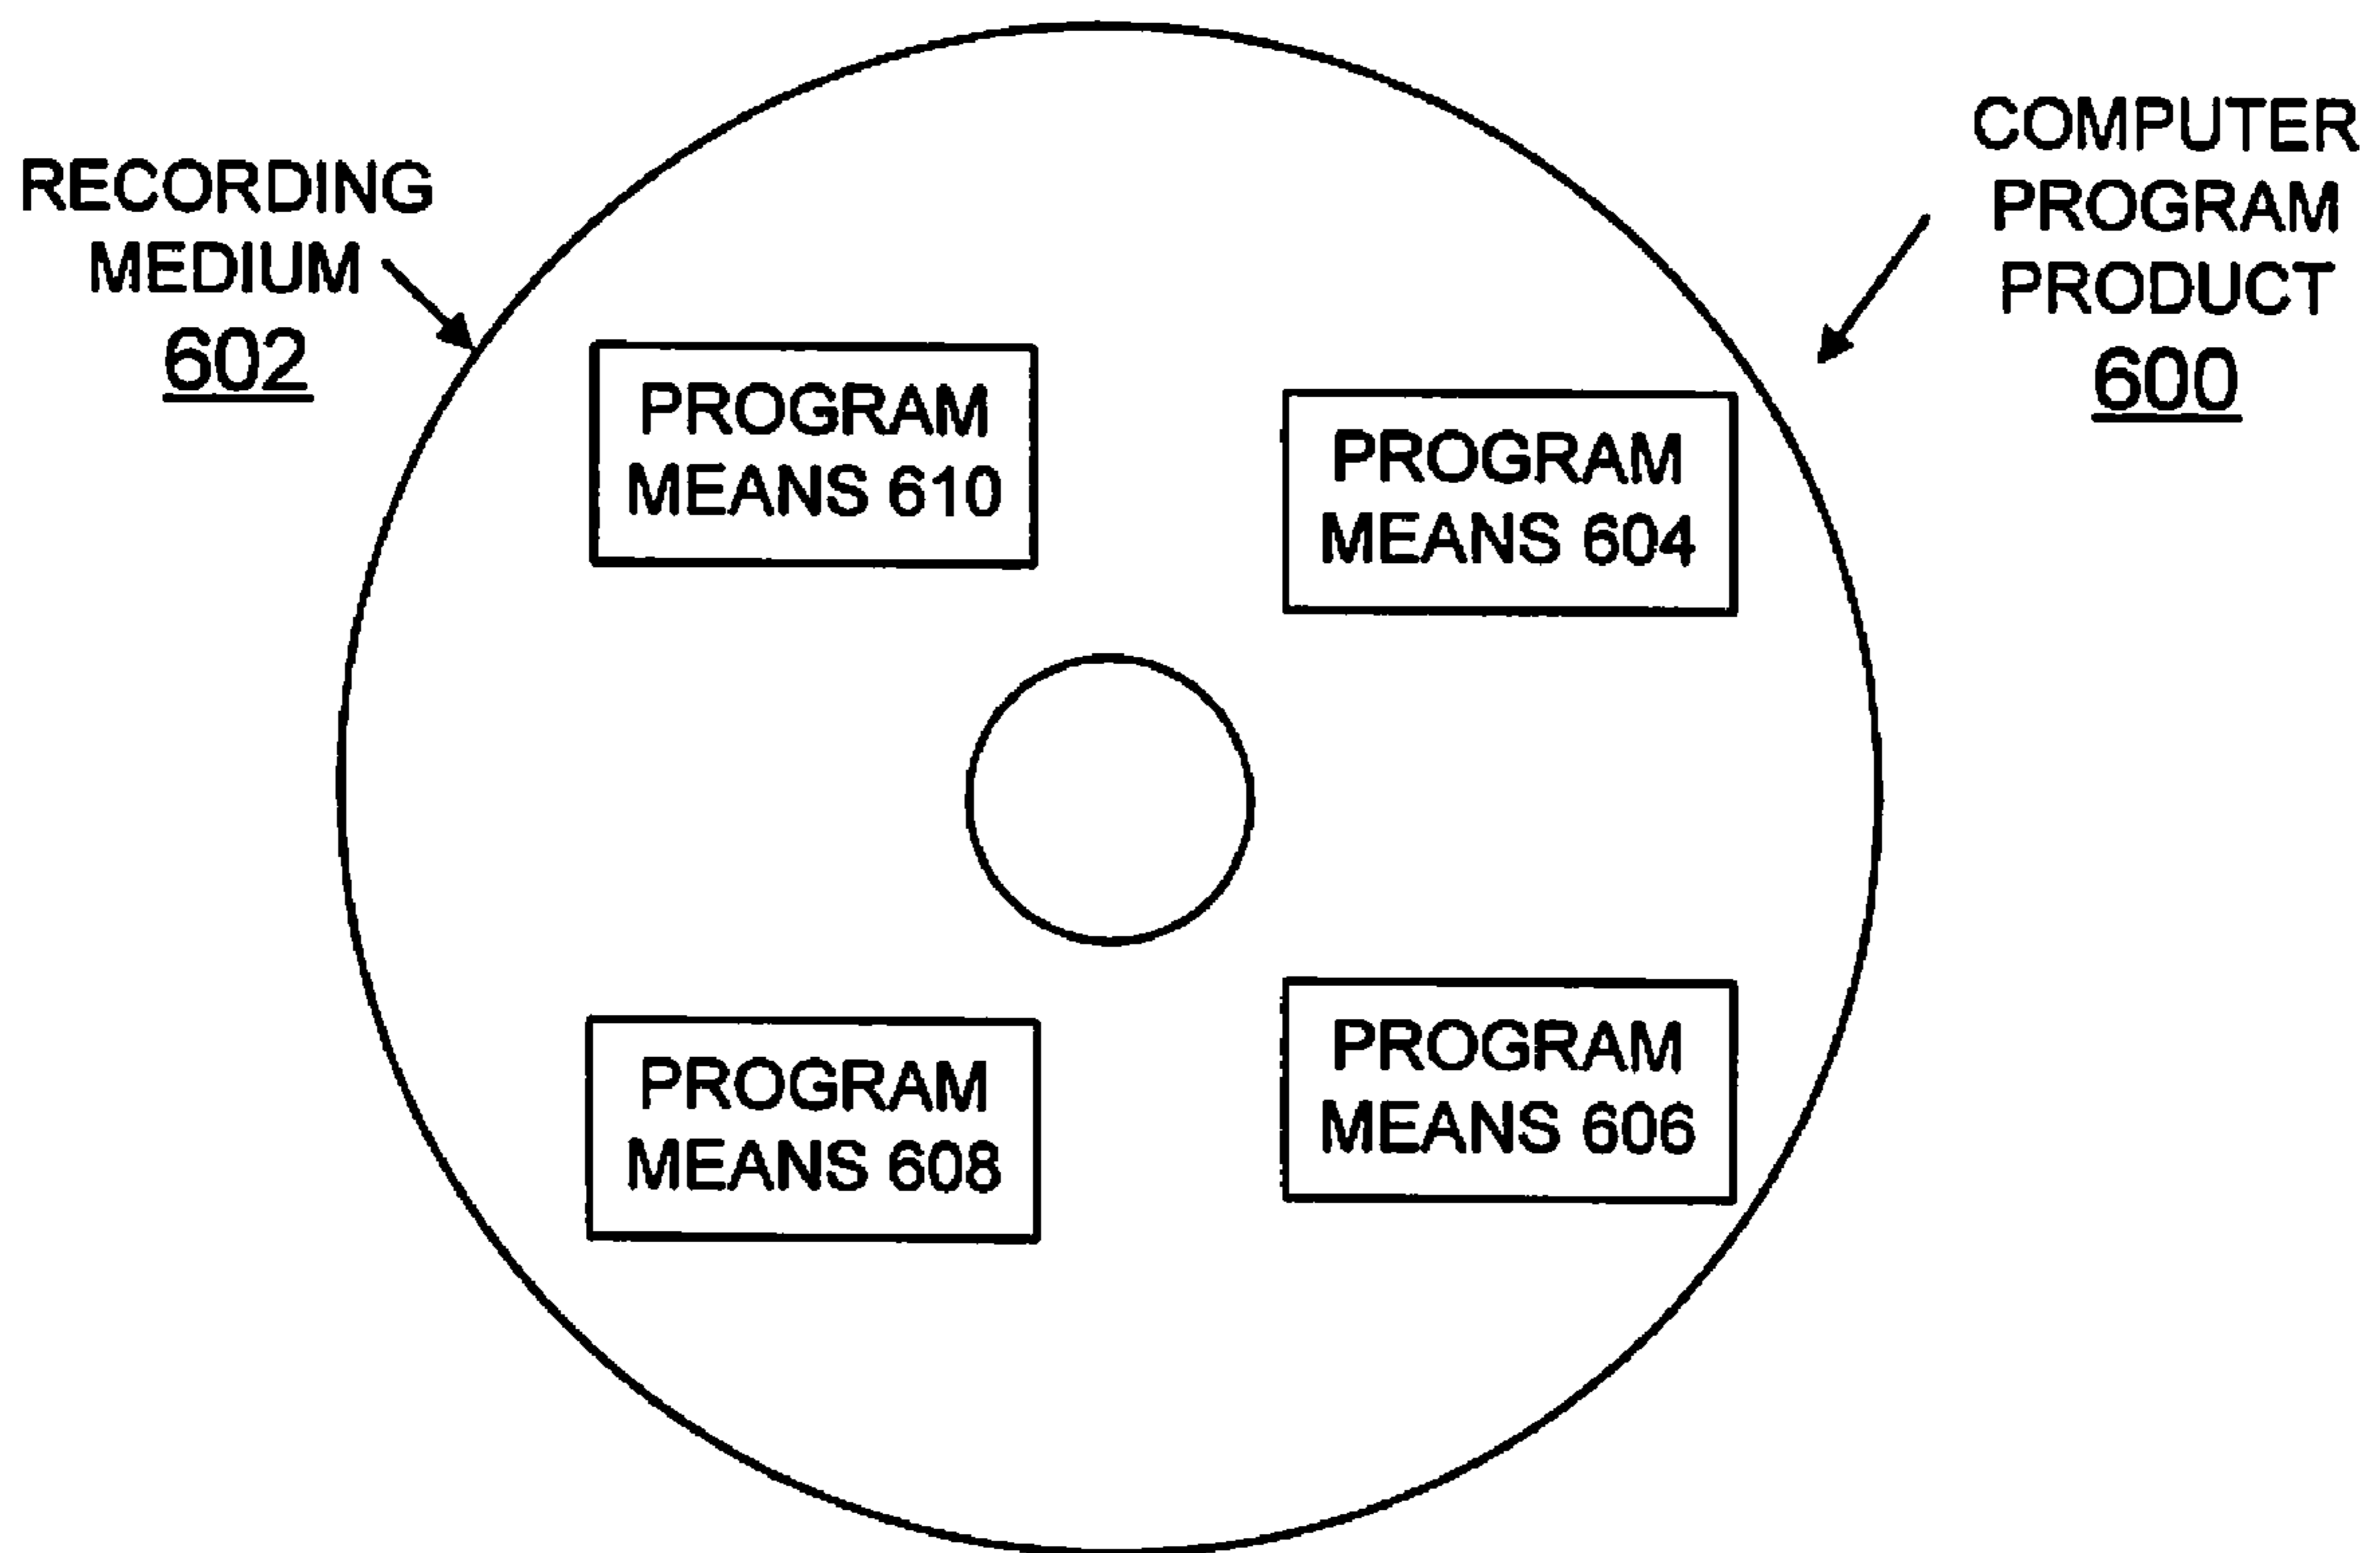 RECORDING
MEDIUM
602
COMPUTER
PROGRAM
PRODUCT
600
PROGRAM
MEANS 610
PROGRAM
MEANS 604
PROGRAM
MEANS 608
PROGRAM
MEANS 606